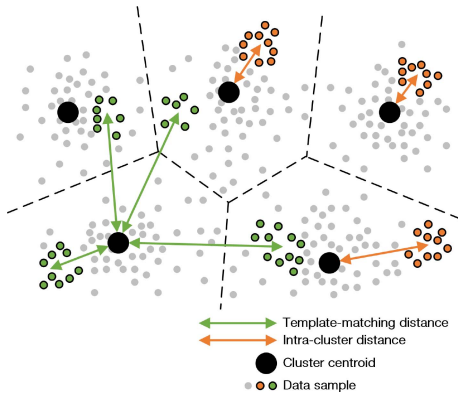 Template-matching distance
Intra-cluster distance
Cluster centroid
Data sample